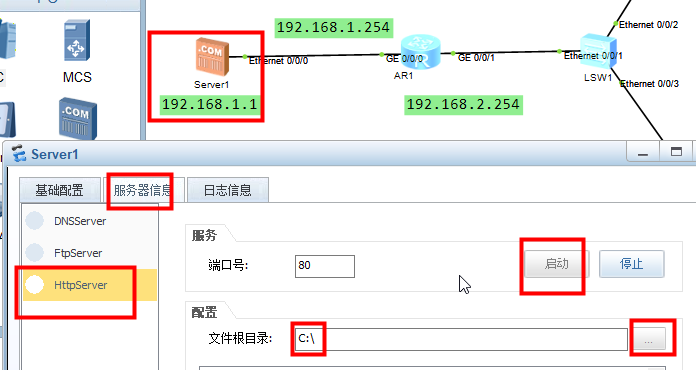 192.168.1.254
Ethernet 0/0/2
.COM
Ethernet 0/0/0
GE 0/0/0
GE 0/0/1
Ethernet 0/0/1
MCS
Server1
AR1
LSW1
Ethernet 0/0/3
192.168.1.1
192.168.2.254
.COM
Server1
基础配置
服务器信息
日志信息
DNSServer
FtpServer
HttpServer
服务
端口号:
80
启动
停止
配置
文件根目录:
C:\
...